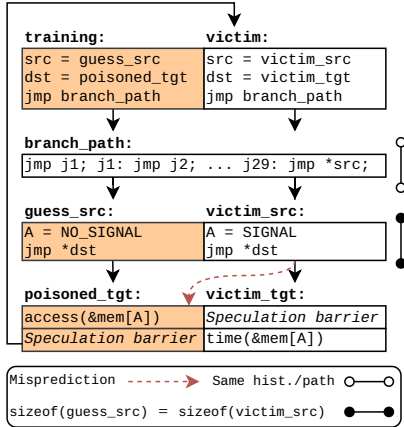 training: victim:
src = guess_src src = victim_src
dst = poisoned_tgt dst = victim_tgt
jmp branch_path jmp branch_path
branch_path:
jmp j1; j1: jmp j2; ... j29: jmp *src;
guess_src: victim_src:
A = NO_SIGNAL A = SIGNAL
jmp *dst jmp *dst
poisoned_tgt: victim_tgt:
access(&mem[A]) Speculation barrier
Speculation barrier time(&mem[A])
Misprediction Same hist./path
sizeof(guess_src) = sizeof(victim_src)